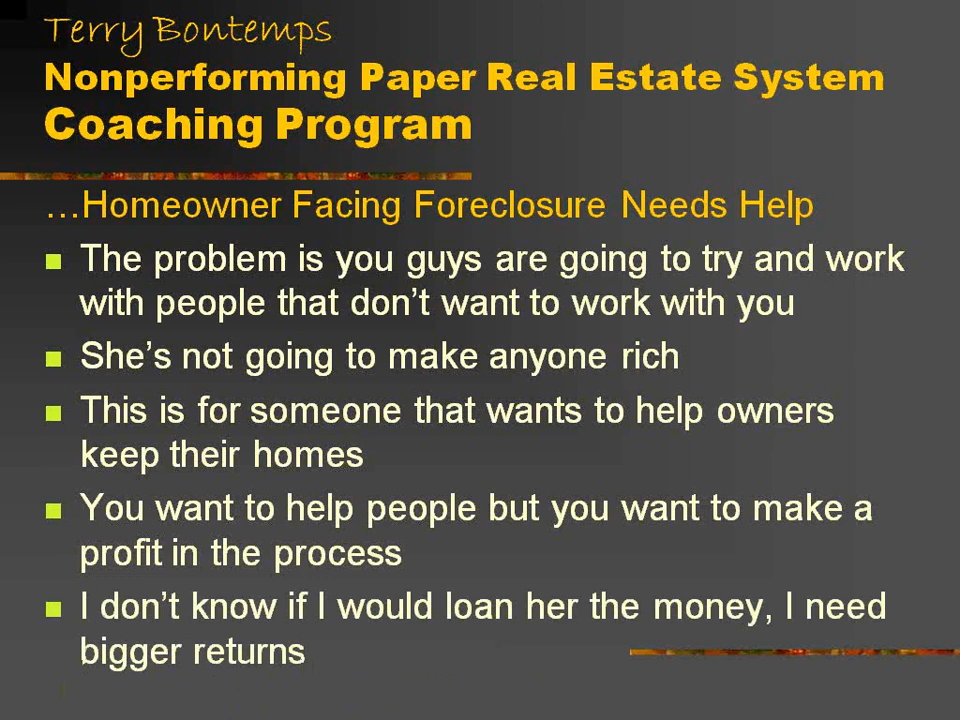 Terry Bontemps
Nonperforming Paper Real Estate System
Coaching Program
…Homeowner Facing Foreclosure Needs Help
The problem is you guys are going to try and work
with people that don’t want to work with you
She’s not going to make anyone rich
This is for someone that wants to help owners
keep their homes
You want to help people but you want to make a
profit in the process
I don’t know if I would loan her the money, I need
bigger returns